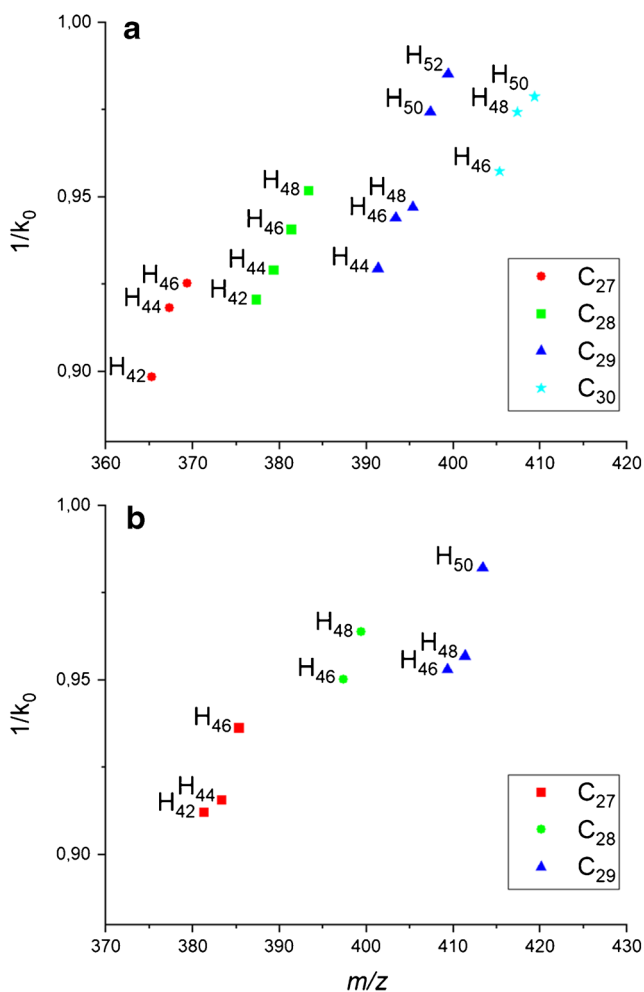 a
1,00
0,95
0,90
1/k₀
H₅₂
H₅₀
H₅₀
H₄₈
H₄₆
H₄₈
H₄₈
H₄₆
H₄₆
H₄₄
H₄₄
H₄₂
H₄₆
H₄₄
H₄₂
C₂₇
C₂₈
C₂₉
C₃₀
360 370 380 390 400 410 420
b
1,00
0,95
0,90
1/k₀
H₅₀
H₄₈
H₄₈
H₄₆
H₄₆
H₄₆
H₄₄
H₄₂
C₂₇
C₂₈
C₂₉
370 380 390 400 410 420 430
m/z